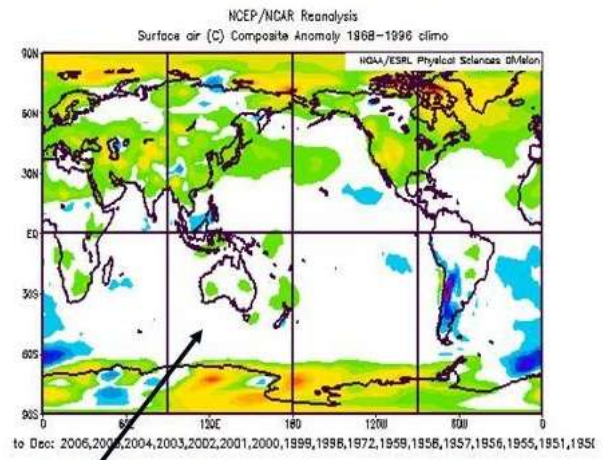 NCEP/NCAR Reanalysis
Surface air (C) Composite Anomaly 1968-1996 climo
NOAA/ESRL Physical Sciences Division
90N
60N
30N
EQ
30S
60S
90S
0 60E 120E 180 120W 60W 0
to Dec: 2006,2005,2004,2003,2002,2001,2000,1999,1998,1972,1959,1958,1957,1956,1955,1951,195